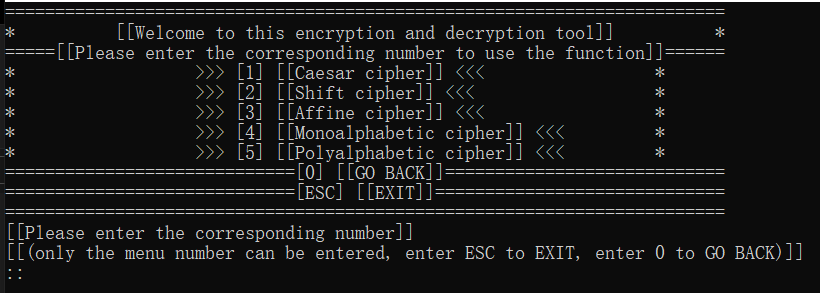 ========================================================================
*          [[Welcome to this encryption and decryption tool]]          *
=====[[Please enter the corresponding number to use the function]]======
*                  >>> [1] [[Caesar cipher]] <<<                 *
*                  >>> [2] [[Shift cipher]] <<<                  *
*                  >>> [3] [[Affine cipher]] <<<                 *
*                  >>> [4] [[Monoalphabetic cipher]] <<<         *
*                  >>> [5] [[Polyalphabetic cipher]] <<<         *
=============================[0] [[GO BACK]]============================
=============================[ESC] [[EXIT]]=============================
========================================================================
[[Please enter the corresponding number]]
[[(only the menu number can be entered, enter ESC to EXIT, enter 0 to GO BACK)]]
::